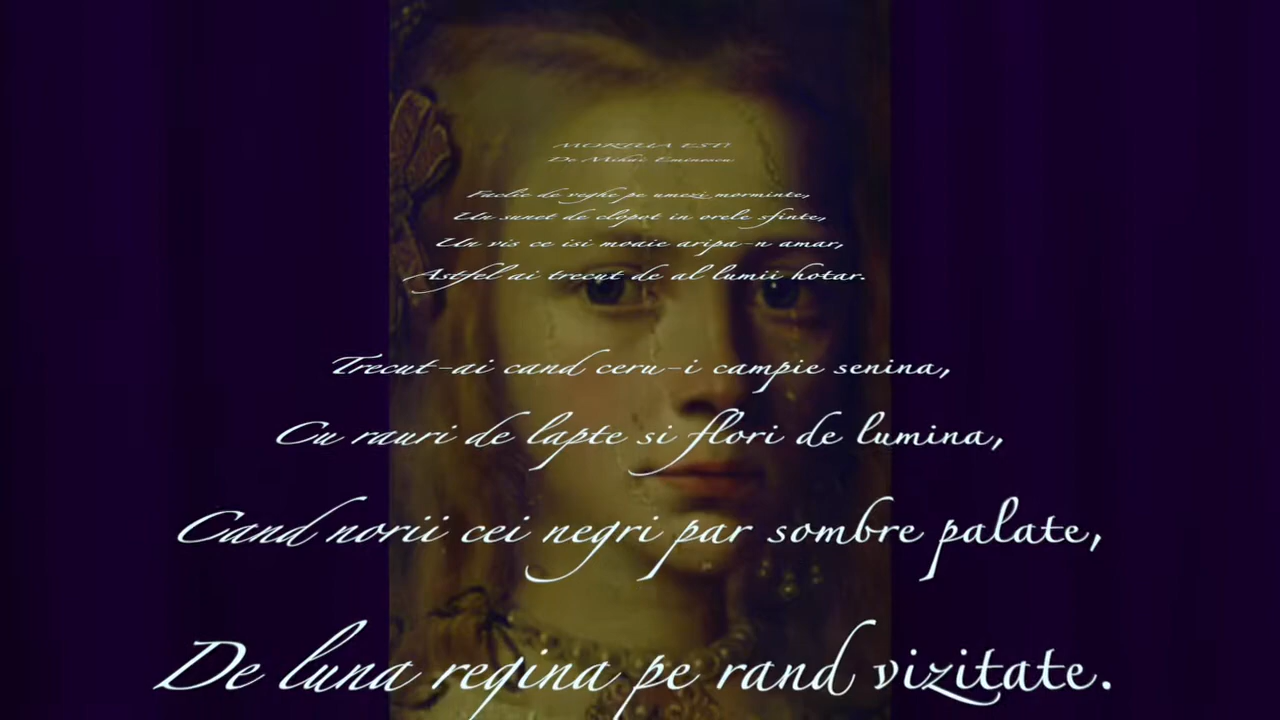 MORTUA EST!
De Mihai Eminescu
Faclie de veghe pe umezi morminte,
Un sunet de clopot in orele sfinte,
Un vis ce isi moaie aripa-n amar,
Astfel ai trecut de al lumii hotar.
Trecut-ai cand ceru-i campie senina,
Cu rauri de lapte si flori de lumina,
Cand norii cei negri par sombre palate,
De luna regina pe rand vizitate.